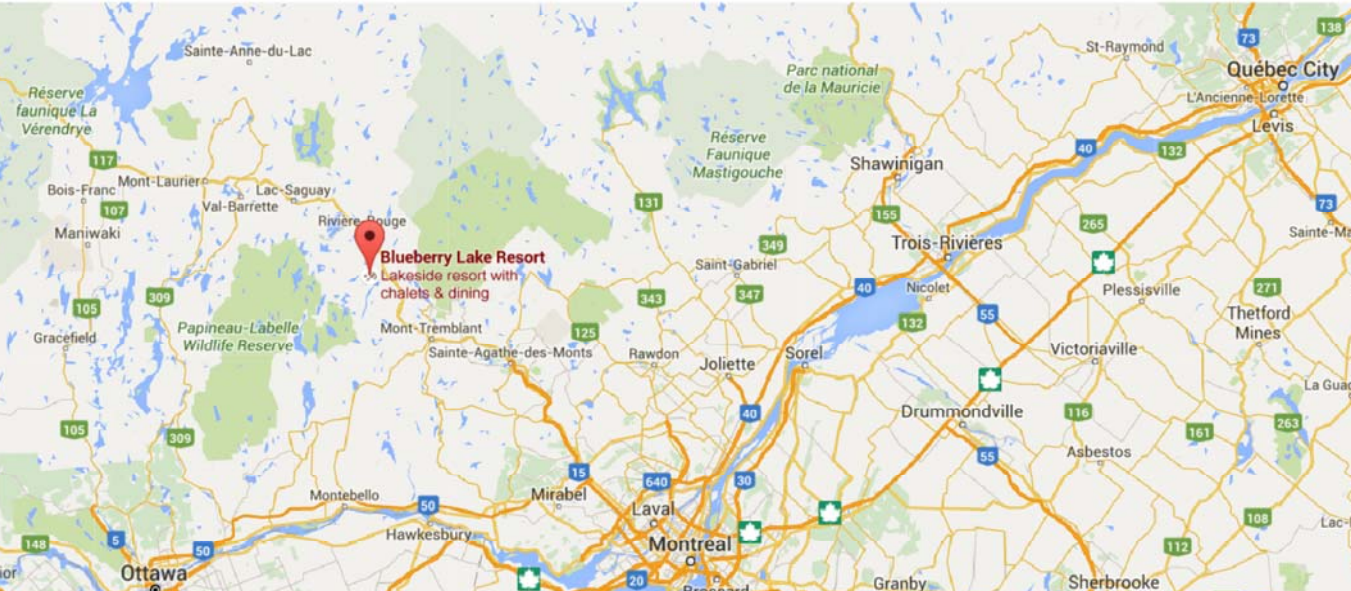 138
73
St-Raymond
Québec City
Sainte-Anne-du-Lac
Parc national
de la Mauricie
Réserve
faunique La
Vérendrye
L'Ancienne-Lorette
Levis
Réserve
Faunique
Mastigouche
40
132
117
Shawinigan
Bois-Franc
Mont-Laurier
Lac-Saguay
Val-Barrette
107
131
155
73
Rivière-Rouge
265
Maniwaki
349
Trois-Rivières
Sainte-Ma
Blueberry Lake Resort
Lakeside resort with
chalets & dining
Saint-Gabriel
347
343
40
Nicolet
Plessisville
271
105
309
132
55
Thetford
Mines
Gracefield
Papineau-Labelle
Wildlife Reserve
Mont-Tremblant
125
Sainte-Agathe-des-Monts
Rawdon
Joliette
Sorel
Victoriaville
La Guad
40
Drummondville
116
263
105
309
161
55
Asbestos
15
640
30
Montebello
50
Mirabel
Laval
Hawkesbury
108
Lac-
148
5
50
Montreal
112
ior
Ottawa
20
Brossard
Granby
Sherbrooke